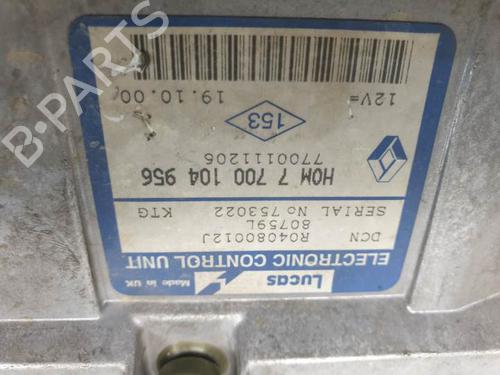 Lucas
Made in UK
ELECTRONIC CONTROL UNIT
DCN R04080012J
80759L
SERIAL No 753022 KTG
HOM 7 700 104 956
7700111206
153
12V= 19.10.00
B-PARTS